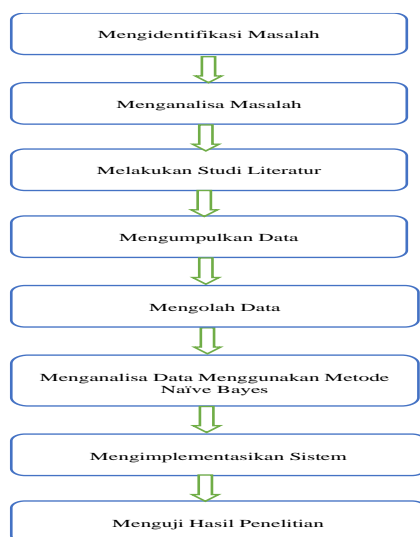 Mengidentifikasi Masalah
Menganalisa Masalah
Melakukan Studi Literatur
Mengumpulkan Data
Mengolah Data
Menganalisa Data Menggunakan Metode
Naïve Bayes
Mengimplementasikan Sistem
Menguji Hasil Penelitian